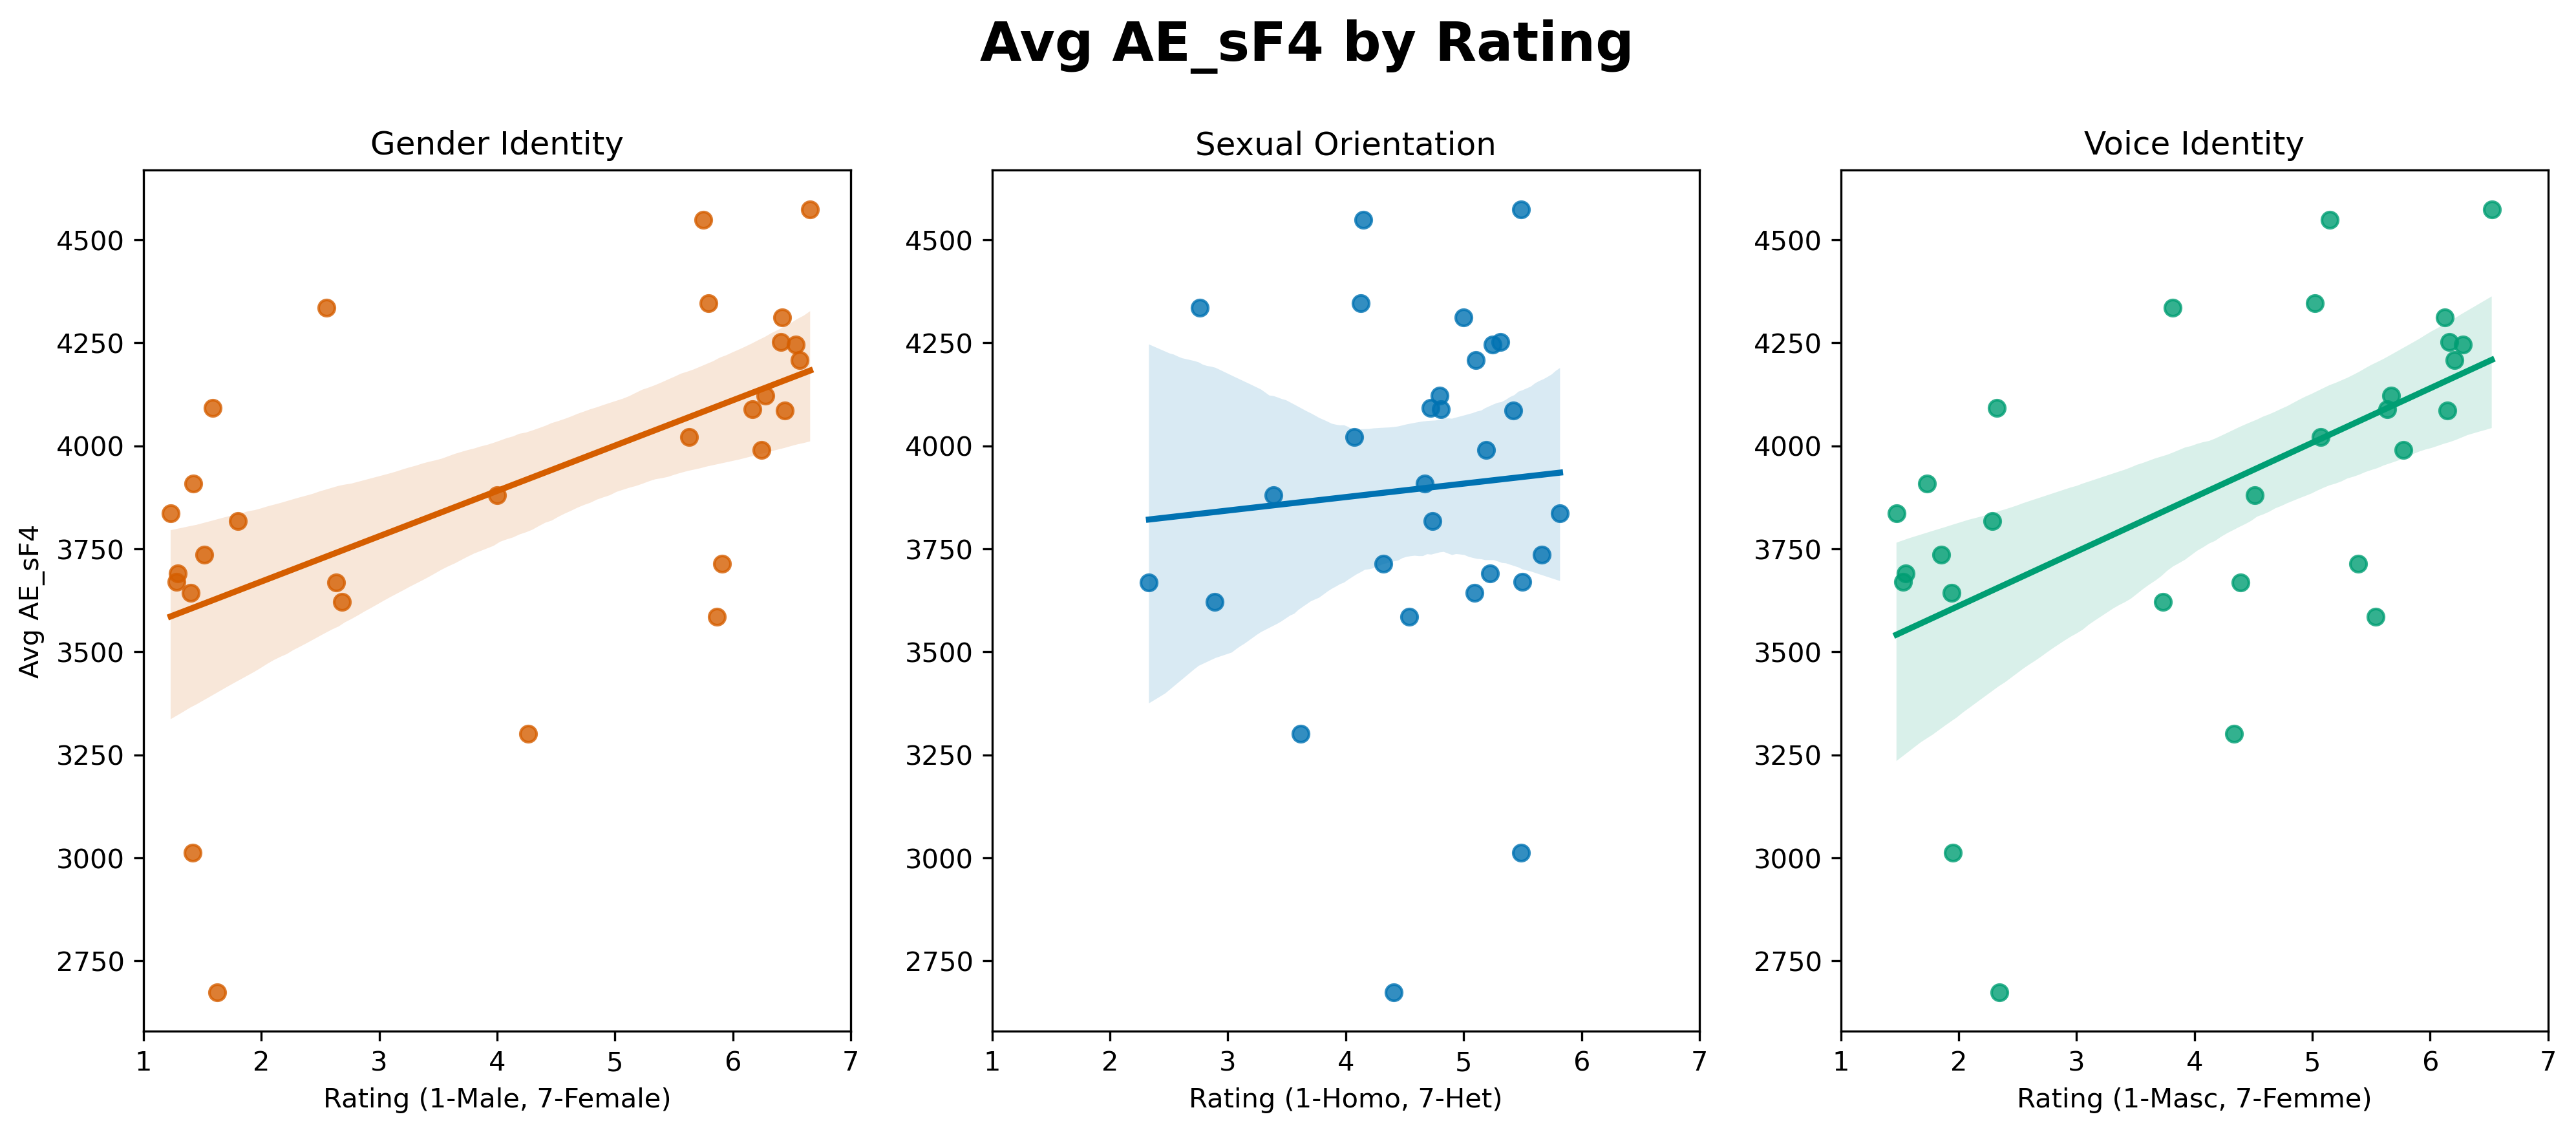 Avg AE_sF4 by Rating
Gender Identity
Sexual Orientation
Voice Identity
Avg AE_sF4
4500
4250
4000
3750
3500
3250
3000
2750
1 2 3 4 5 6 7
Rating (1-Male, 7-Female)
4500
4250
4000
3750
3500
3250
3000
2750
1 2 3 4 5 6 7
Rating (1-Homo, 7-Het)
4500
4250
4000
3750
3500
3250
3000
2750
1 2 3 4 5 6 7
Rating (1-Masc, 7-Femme)